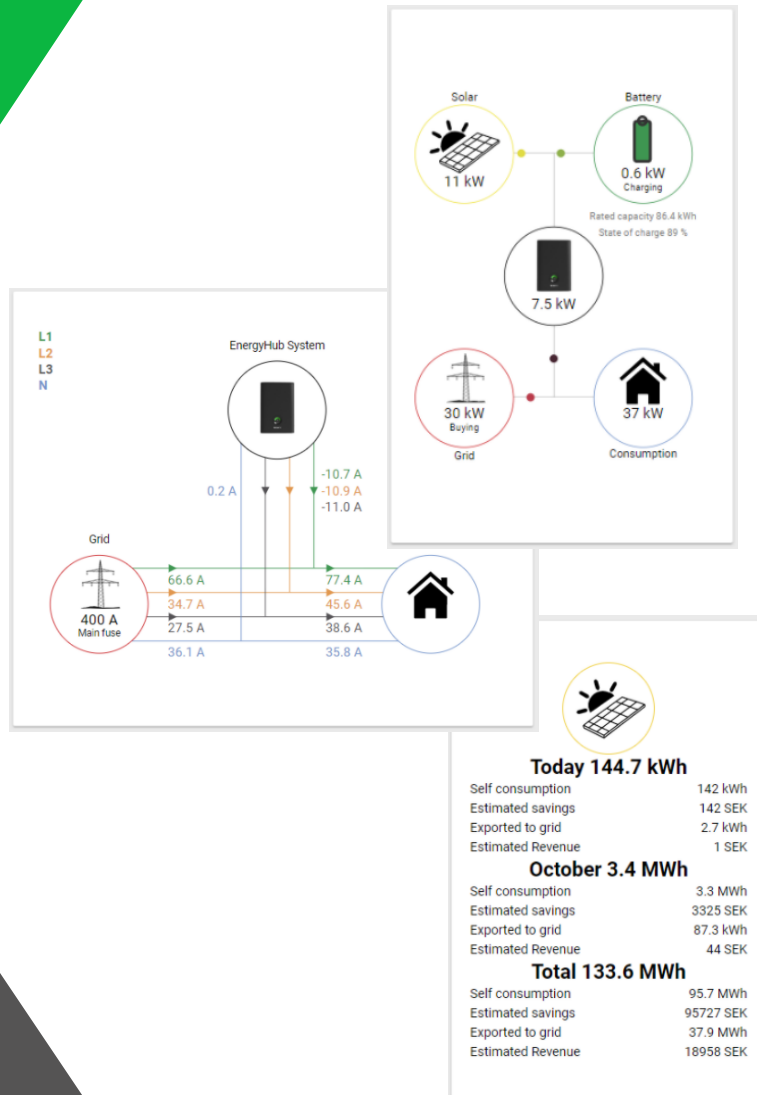 Solar
Battery
11 kW
0.6 kW
Charging
Rated capacity 86.4 kWh
State of charge 89 %
7.5 kW
30 kW
Buying
Grid
37 kW
Consumption
L1
L2
L3
N
EnergyHub System
-10.7 A
0.2 A
-10.9 A
-11.0 A
Grid
400 A
Main fuse
66.6 A
77.4 A
34.7 A
45.6 A
27.5 A
38.6 A
36.1 A
35.8 A
Today 144.7 kWh
Self consumption 142 kWh
Estimated savings 142 SEK
Exported to grid 2.7 kWh
Estimated Revenue 1 SEK
October 3.4 MWh
Self consumption 3.3 MWh
Estimated savings 3325 SEK
Exported to grid 87.3 kWh
Estimated Revenue 44 SEK
Total 133.6 MWh
Self consumption 95.7 MWh
Estimated savings 95727 SEK
Exported to grid 37.9 MWh
Estimated Revenue 18958 SEK